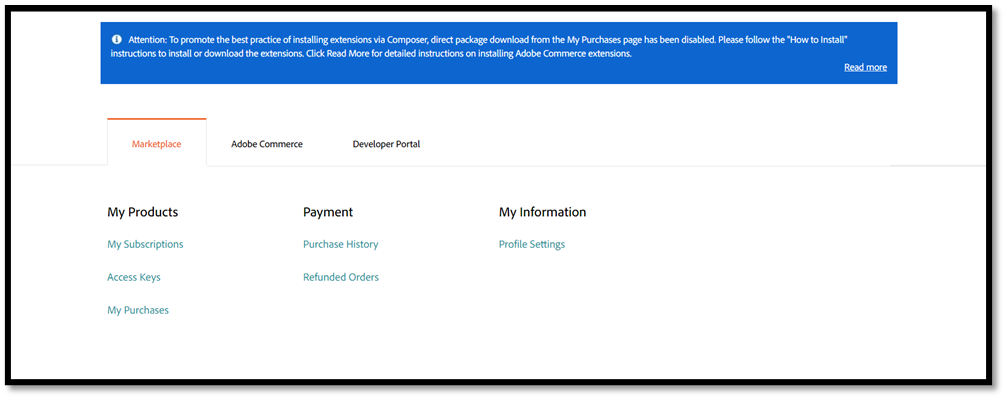 Attention: To promote the best practice of installing extensions via Composer, direct package download from the My Purchases page has been disabled. Please follow the "How to Install"
instructions to install or download the extensions. Click Read More for detailed instructions on installing Adobe Commerce extensions.
Read more
Marketplace
Adobe Commerce
Developer Portal
My Products
My Subscriptions
Access Keys
My Purchases
Payment
Purchase History
Refunded Orders
My Information
Profile Settings